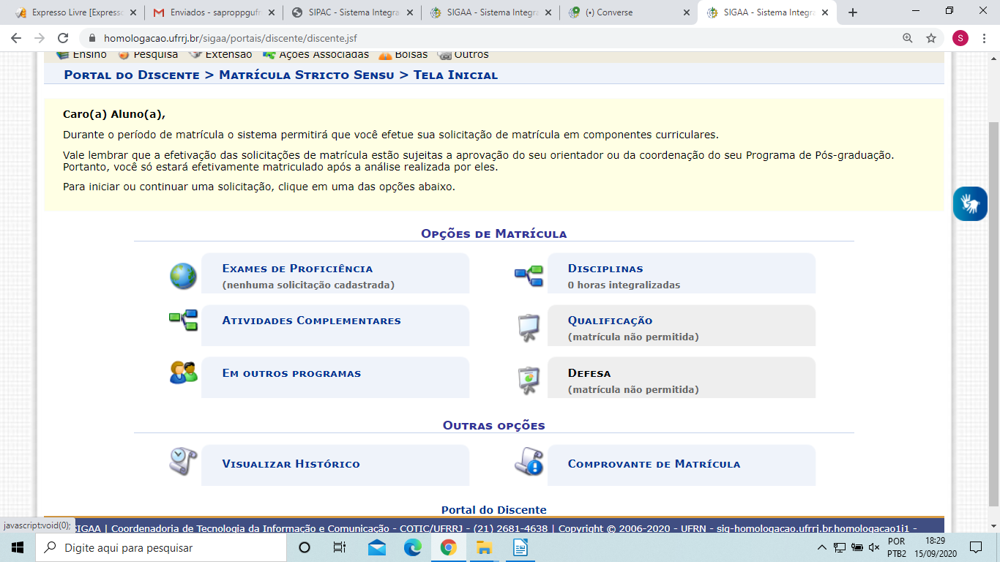 Expresso Livre [Expresso
Enviados - saproppgufr
SIPAC - Sistema Integra
SIGAA - Sistema Integra
(•) Converse
SIGAA - Sistema Integra
homologacao.ufrrj.br/sigaa/portais/discente/discente.jsf
S
Ensino Pesquisa Extensão Ações Associadas Bolsas Outros
Portal do Discente > Matrícula Stricto Sensu > Tela Inicial
Caro(a) Aluno(a),
Durante o período de matrícula o sistema permitirá que você efetue sua solicitação de matrícula em componentes curriculares.
Vale lembrar que a efetivação das solicitações de matrícula estão sujeitas a aprovação do seu orientador ou da coordenação do seu Programa de Pós-graduação.
Portanto, você só estará efetivamente matriculado após a análise realizada por eles.
Para iniciar ou continuar uma solicitação, clique em uma das opções abaixo.
Opções de Matrícula
Exames de Proficiência
(nenhuma solicitação cadastrada)
Disciplinas
0 horas integralizadas
Atividades Complementares
Qualificação
(matrícula não permitida)
Em outros programas
Defesa
(matrícula não permitida)
Outras opções
Visualizar Histórico
Comprovante de Matrícula
Portal do Discente
javascript:void(0);
SIGAA | Coordenadoria de Tecnologia da Informação e Comunicação - COTIC/UFRRJ - (21) 2681-4638 | Copyright © 2006-2020 - UFRN - sig-homologacao.ufrrj.br.homologacao1i1 -
Digite aqui para pesquisar
POR
PTB2
18:29
15/09/2020